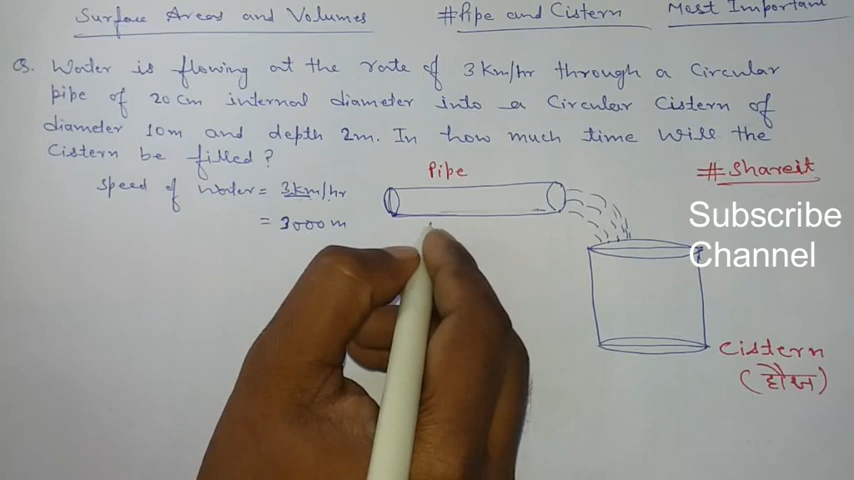 Surface Areas and Volumes #Pipe and Cistern Most Important
Q. Water is flowing at the rate of 3 km/hr through a Circular
pipe of 20 cm internal diameter into a Circular Cistern of
diameter 10m and depth 2m. In how much time will the
Cistern be filled?
Pipe
#Shareit
Speed of Water = 3km/hr
= 3000 m
Subscribe
Channel
Cistern
(हौज)